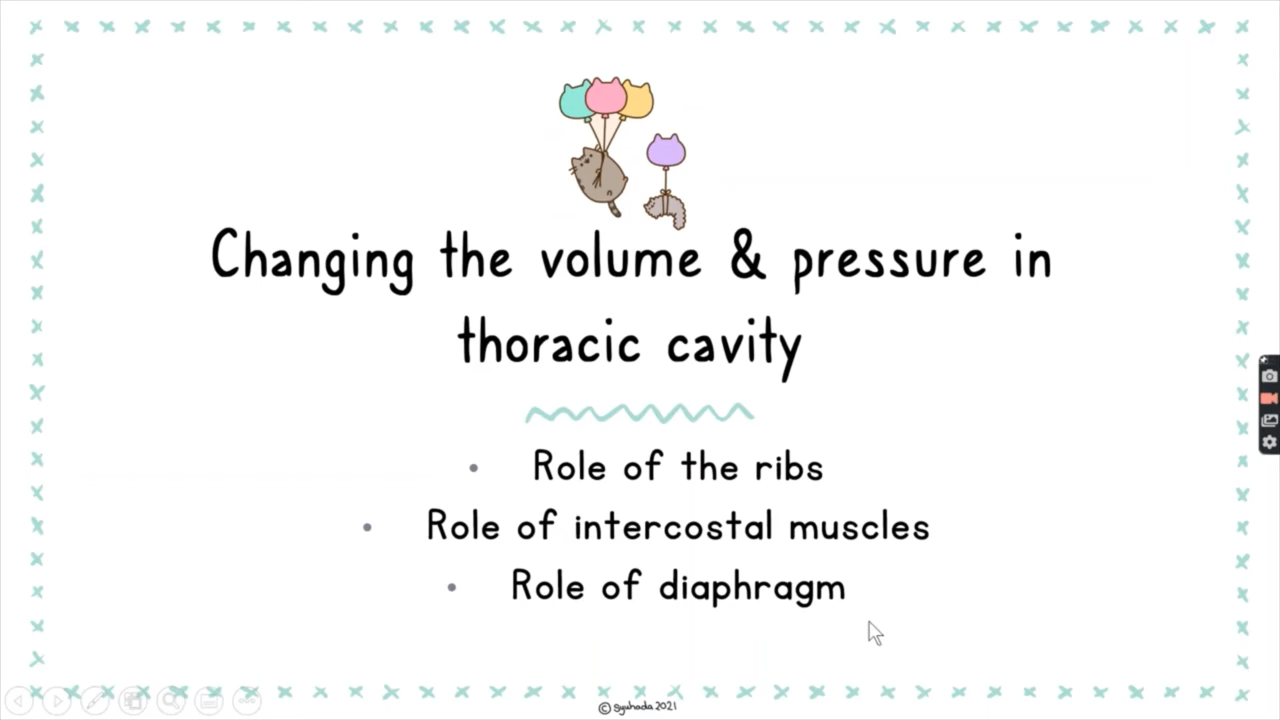 Changing the volume & pressure in
thoracic cavity
• Role of the ribs
• Role of intercostal muscles
• Role of diaphragm
© syuhada 2021